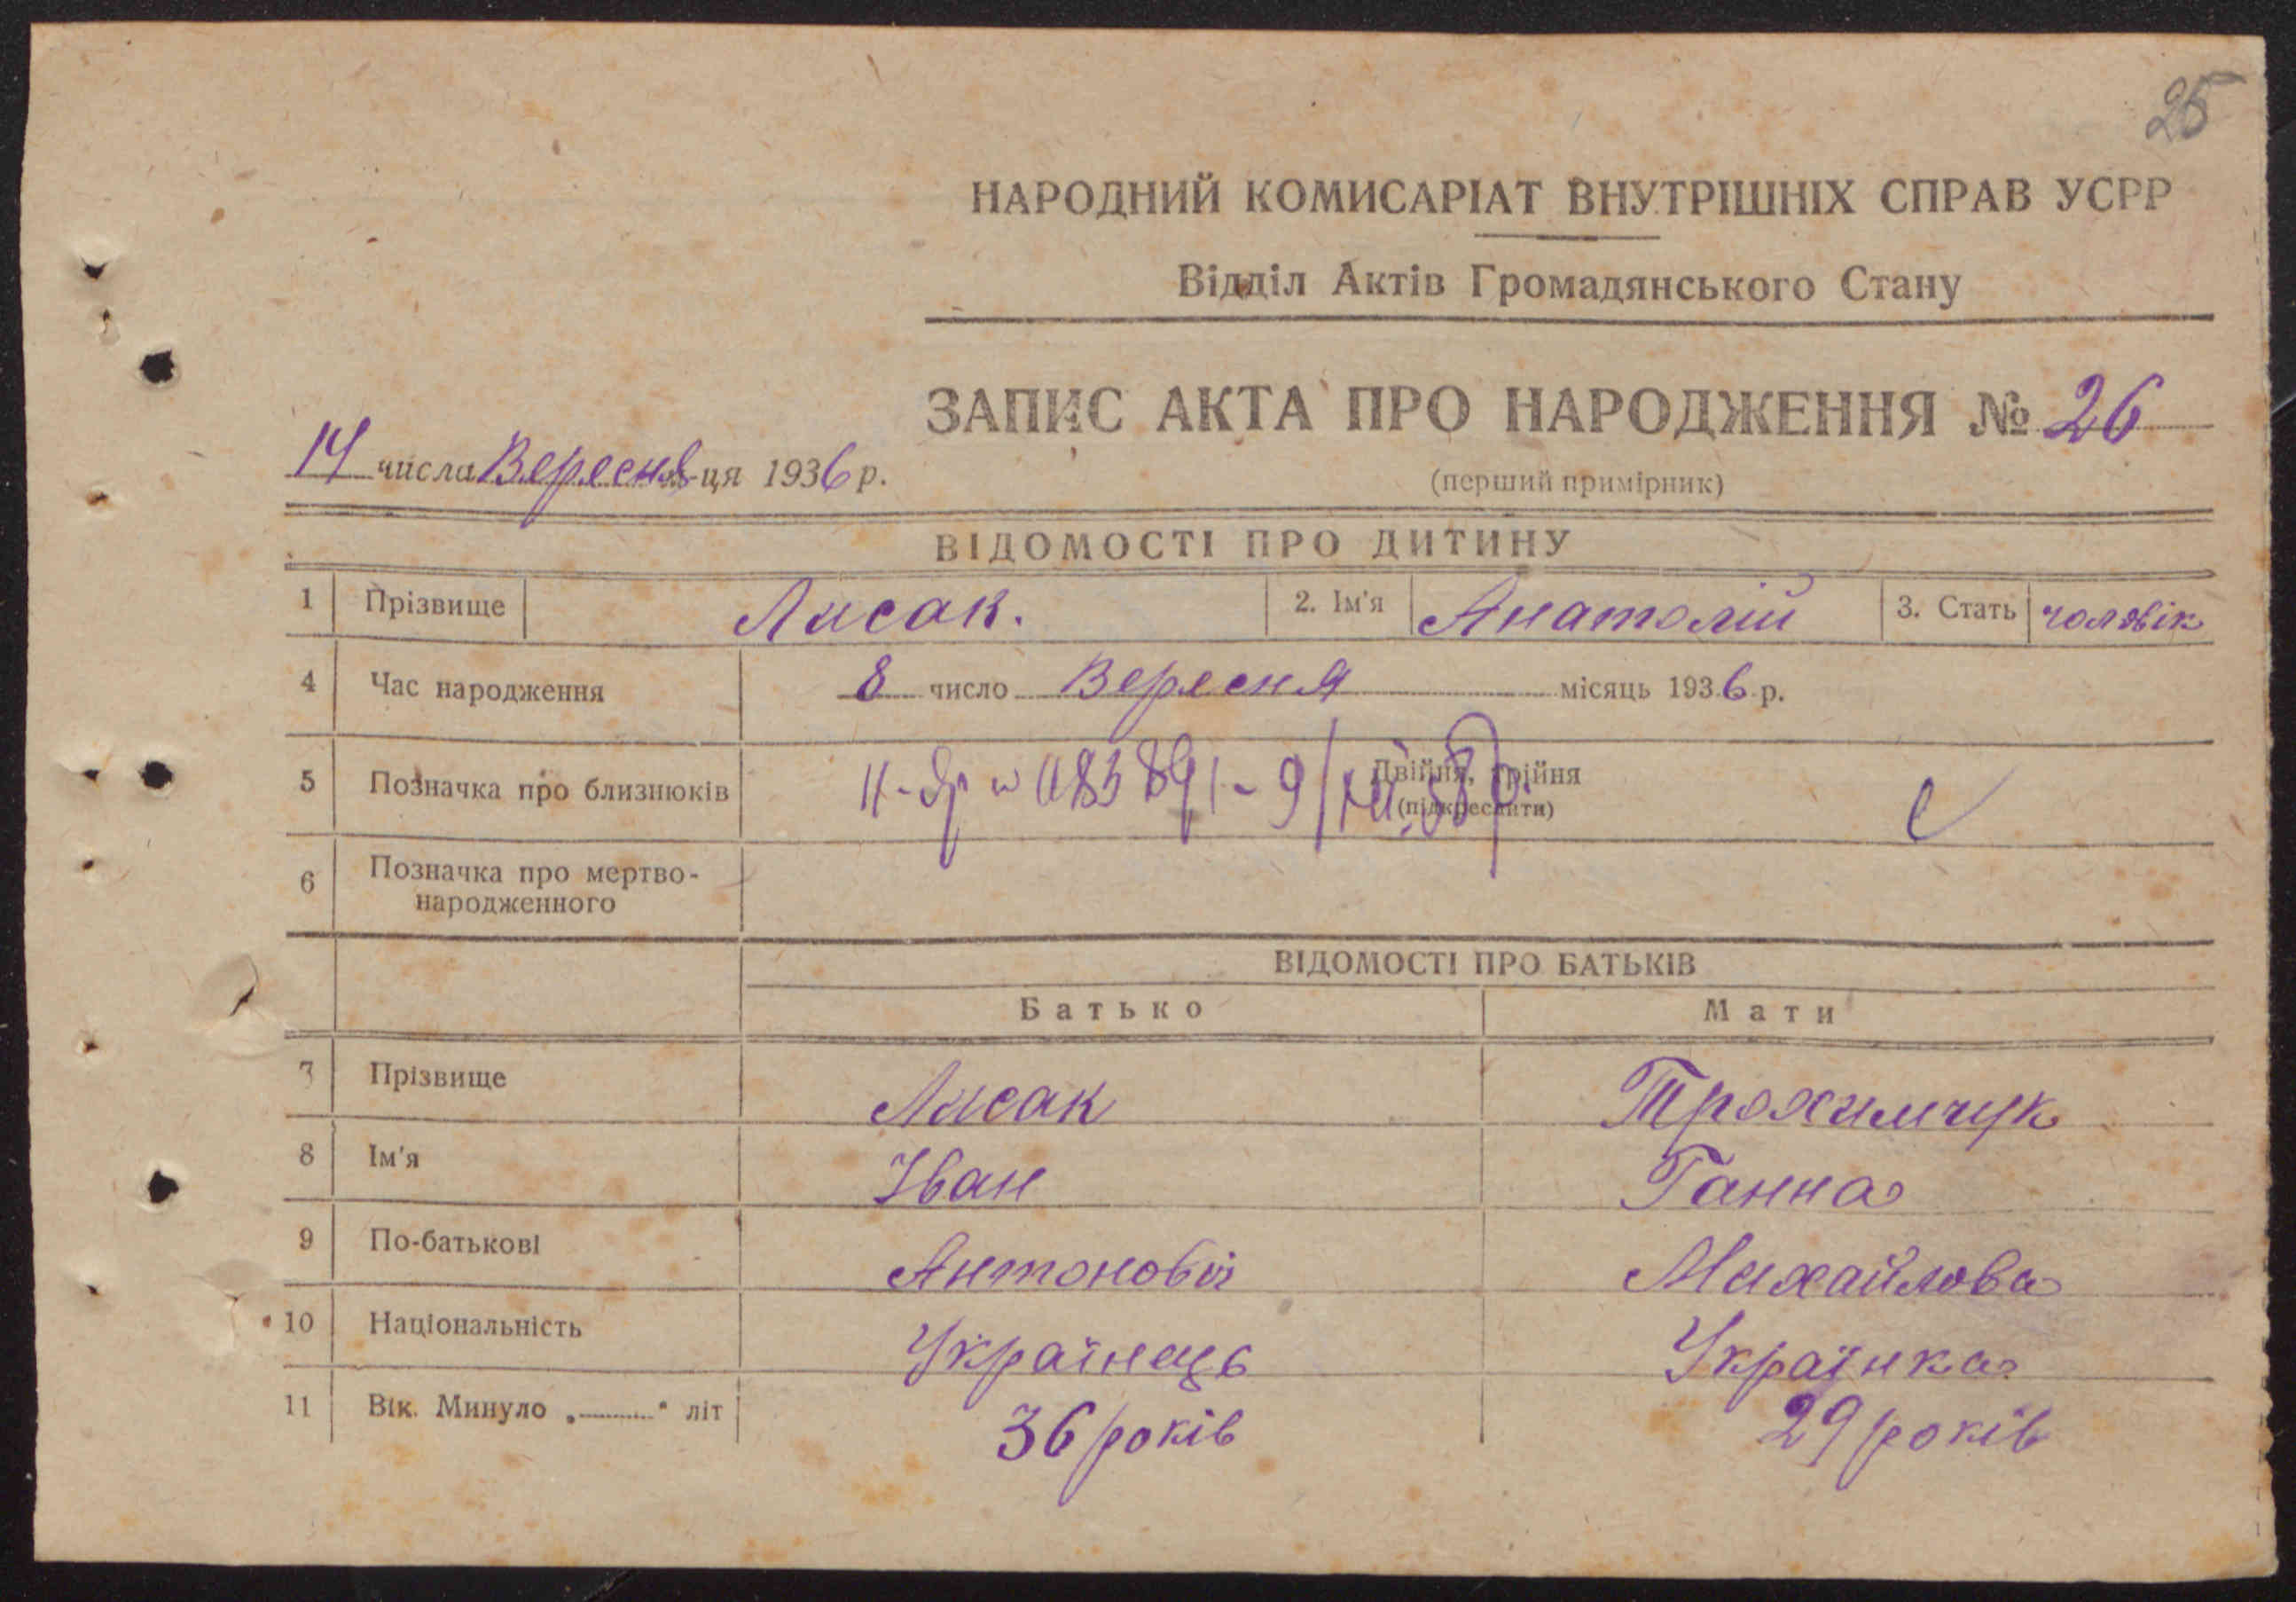 25
НАРОДНИЙ КОМИСАРІАТ ВНУТРІШНІХ СПРАВ УСРР
Відділ Актів Громадянського Стану
ЗАПИС АКТА ПРО НАРОДЖЕННЯ № 26
14 числа Вересня м-ця 1936 р.
(перший примірник)
ВІДОМОСТІ ПРО ДИТИНУ
1 Прізвище Лисак. 2. Ім'я Анатолій 3. Стать чоловік
4 Час народження 8 число Вересня місяць 1936 р.
5 Позначка про близнюків Двійня, трійня
(підкреслити)
6 Позначка про мертво-
народженного
ВІДОМОСТІ ПРО БАТЬКІВ
Батько Мати
7 Прізвище Лисак Трохимчук
8 Ім'я Іван Ганна
9 По-батькові Антонович Михайлова
10 Національність Українець Українка
11 Вік. Минуло „ “ літ 36 років 29 років